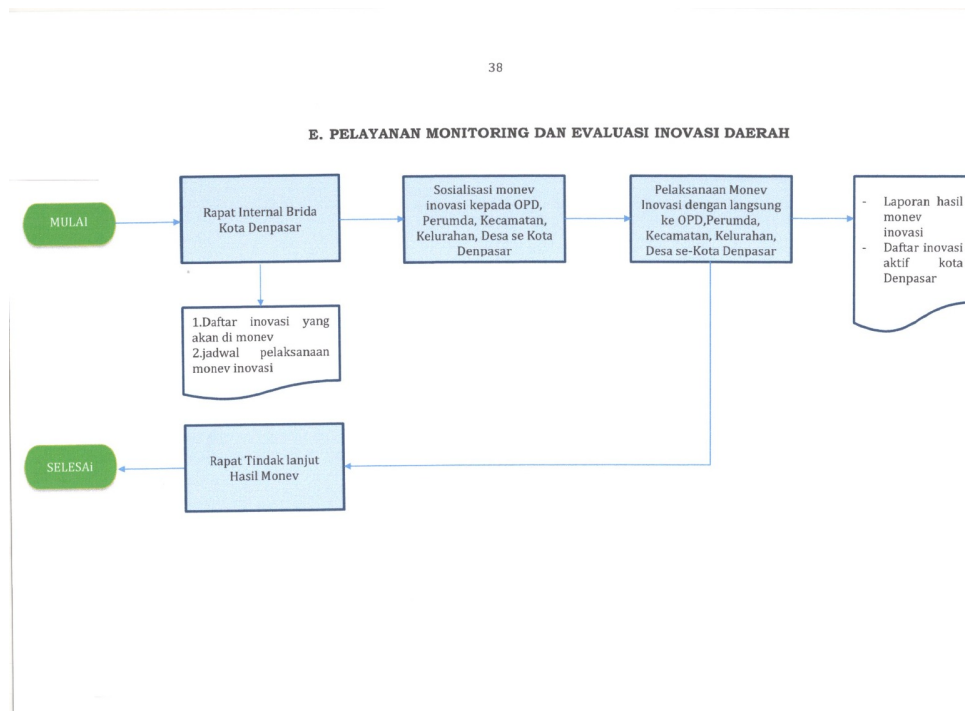 38
E. PELAYANAN MONITORING DAN EVALUASI INOVASI DAERAH
MULAI
Rapat Internal Brida
Kota Denpasar
Sosialisasi monev
inovasi kepada OPD,
Perumda, Kecamatan,
Kelurahan, Desa se Kota
Denpasar
Pelaksanaan Monev
Inovasi dengan langsung
ke OPD,Perumda,
Kecamatan, Kelurahan,
Desa se-Kota Denpasar
- Laporan hasil
monev
inovasi
- Daftar inovasi
aktif kota
Denpasar
1.Daftar inovasi yang
akan di monev
2.jadwal pelaksanaan
monev inovasi
SELESAi
Rapat Tindak lanjut
Hasil Monev